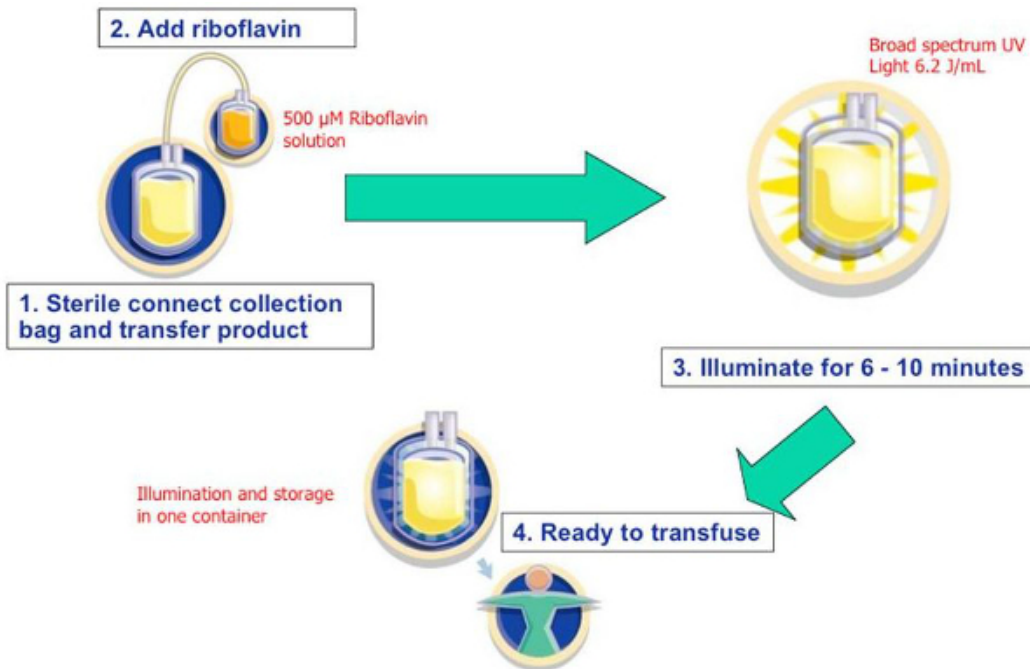 2. Add riboflavin
500 µM Riboflavin
solution
1. Sterile connect collection
bag and transfer product
Broad spectrum UV
Light 6.2 J/mL
3. Illuminate for 6 - 10 minutes
Illumination and storage
in one container
4. Ready to transfuse